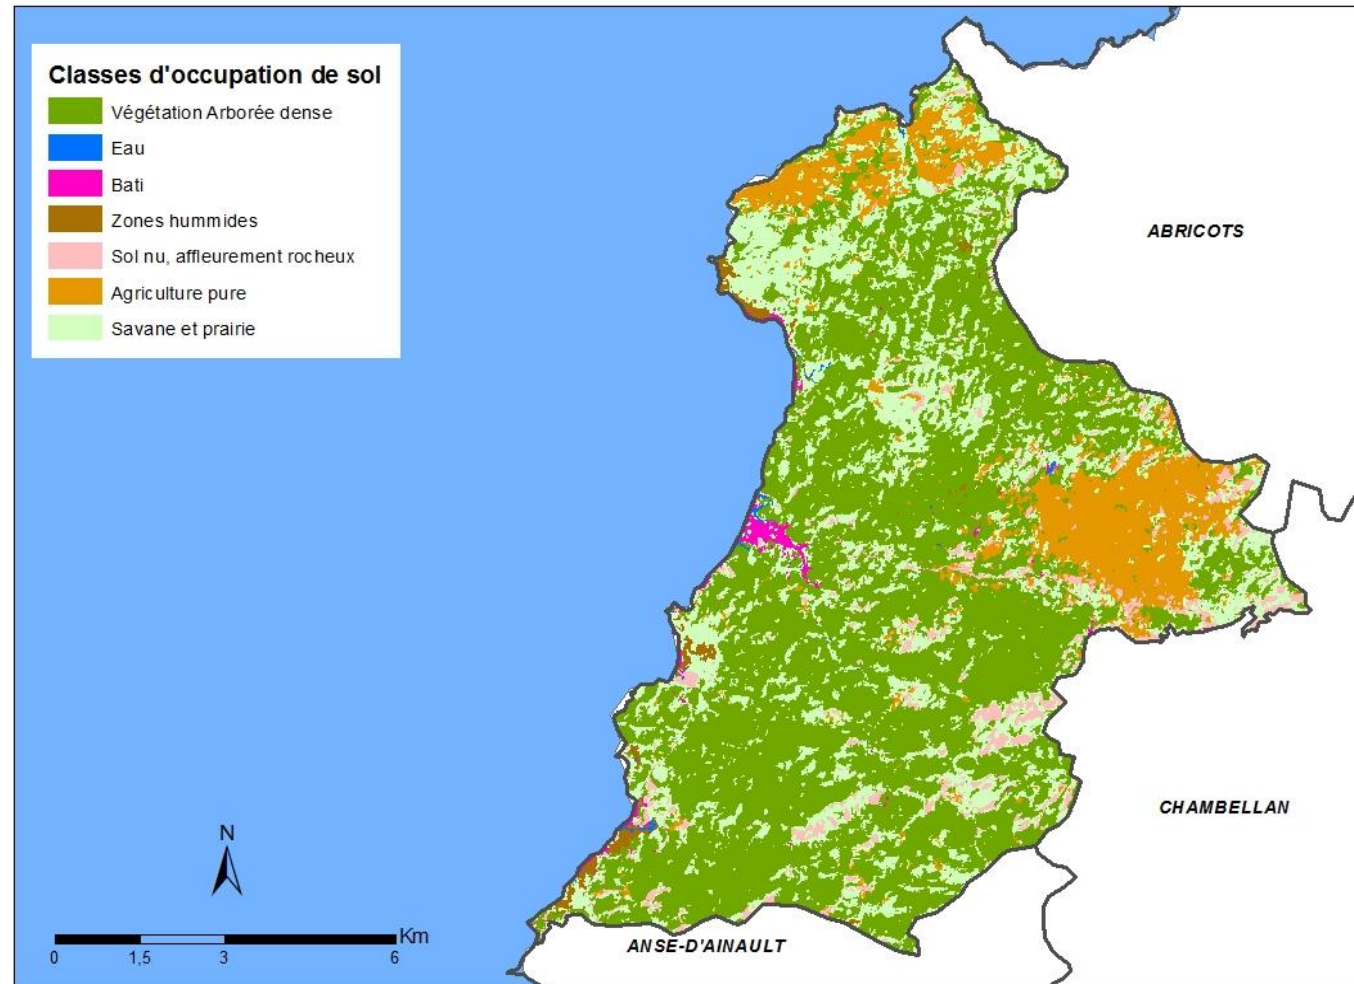 Classes d'occupation de sol
Végétation Arborée dense
Eau
Bati
Zones hummides
Sol nu, affleurement rocheux
Agriculture pure
Savane et prairie
ABRICOTS
CHAMBELLAN
ANSE-D'AINAULT
N
Km
0 1,5 3 6